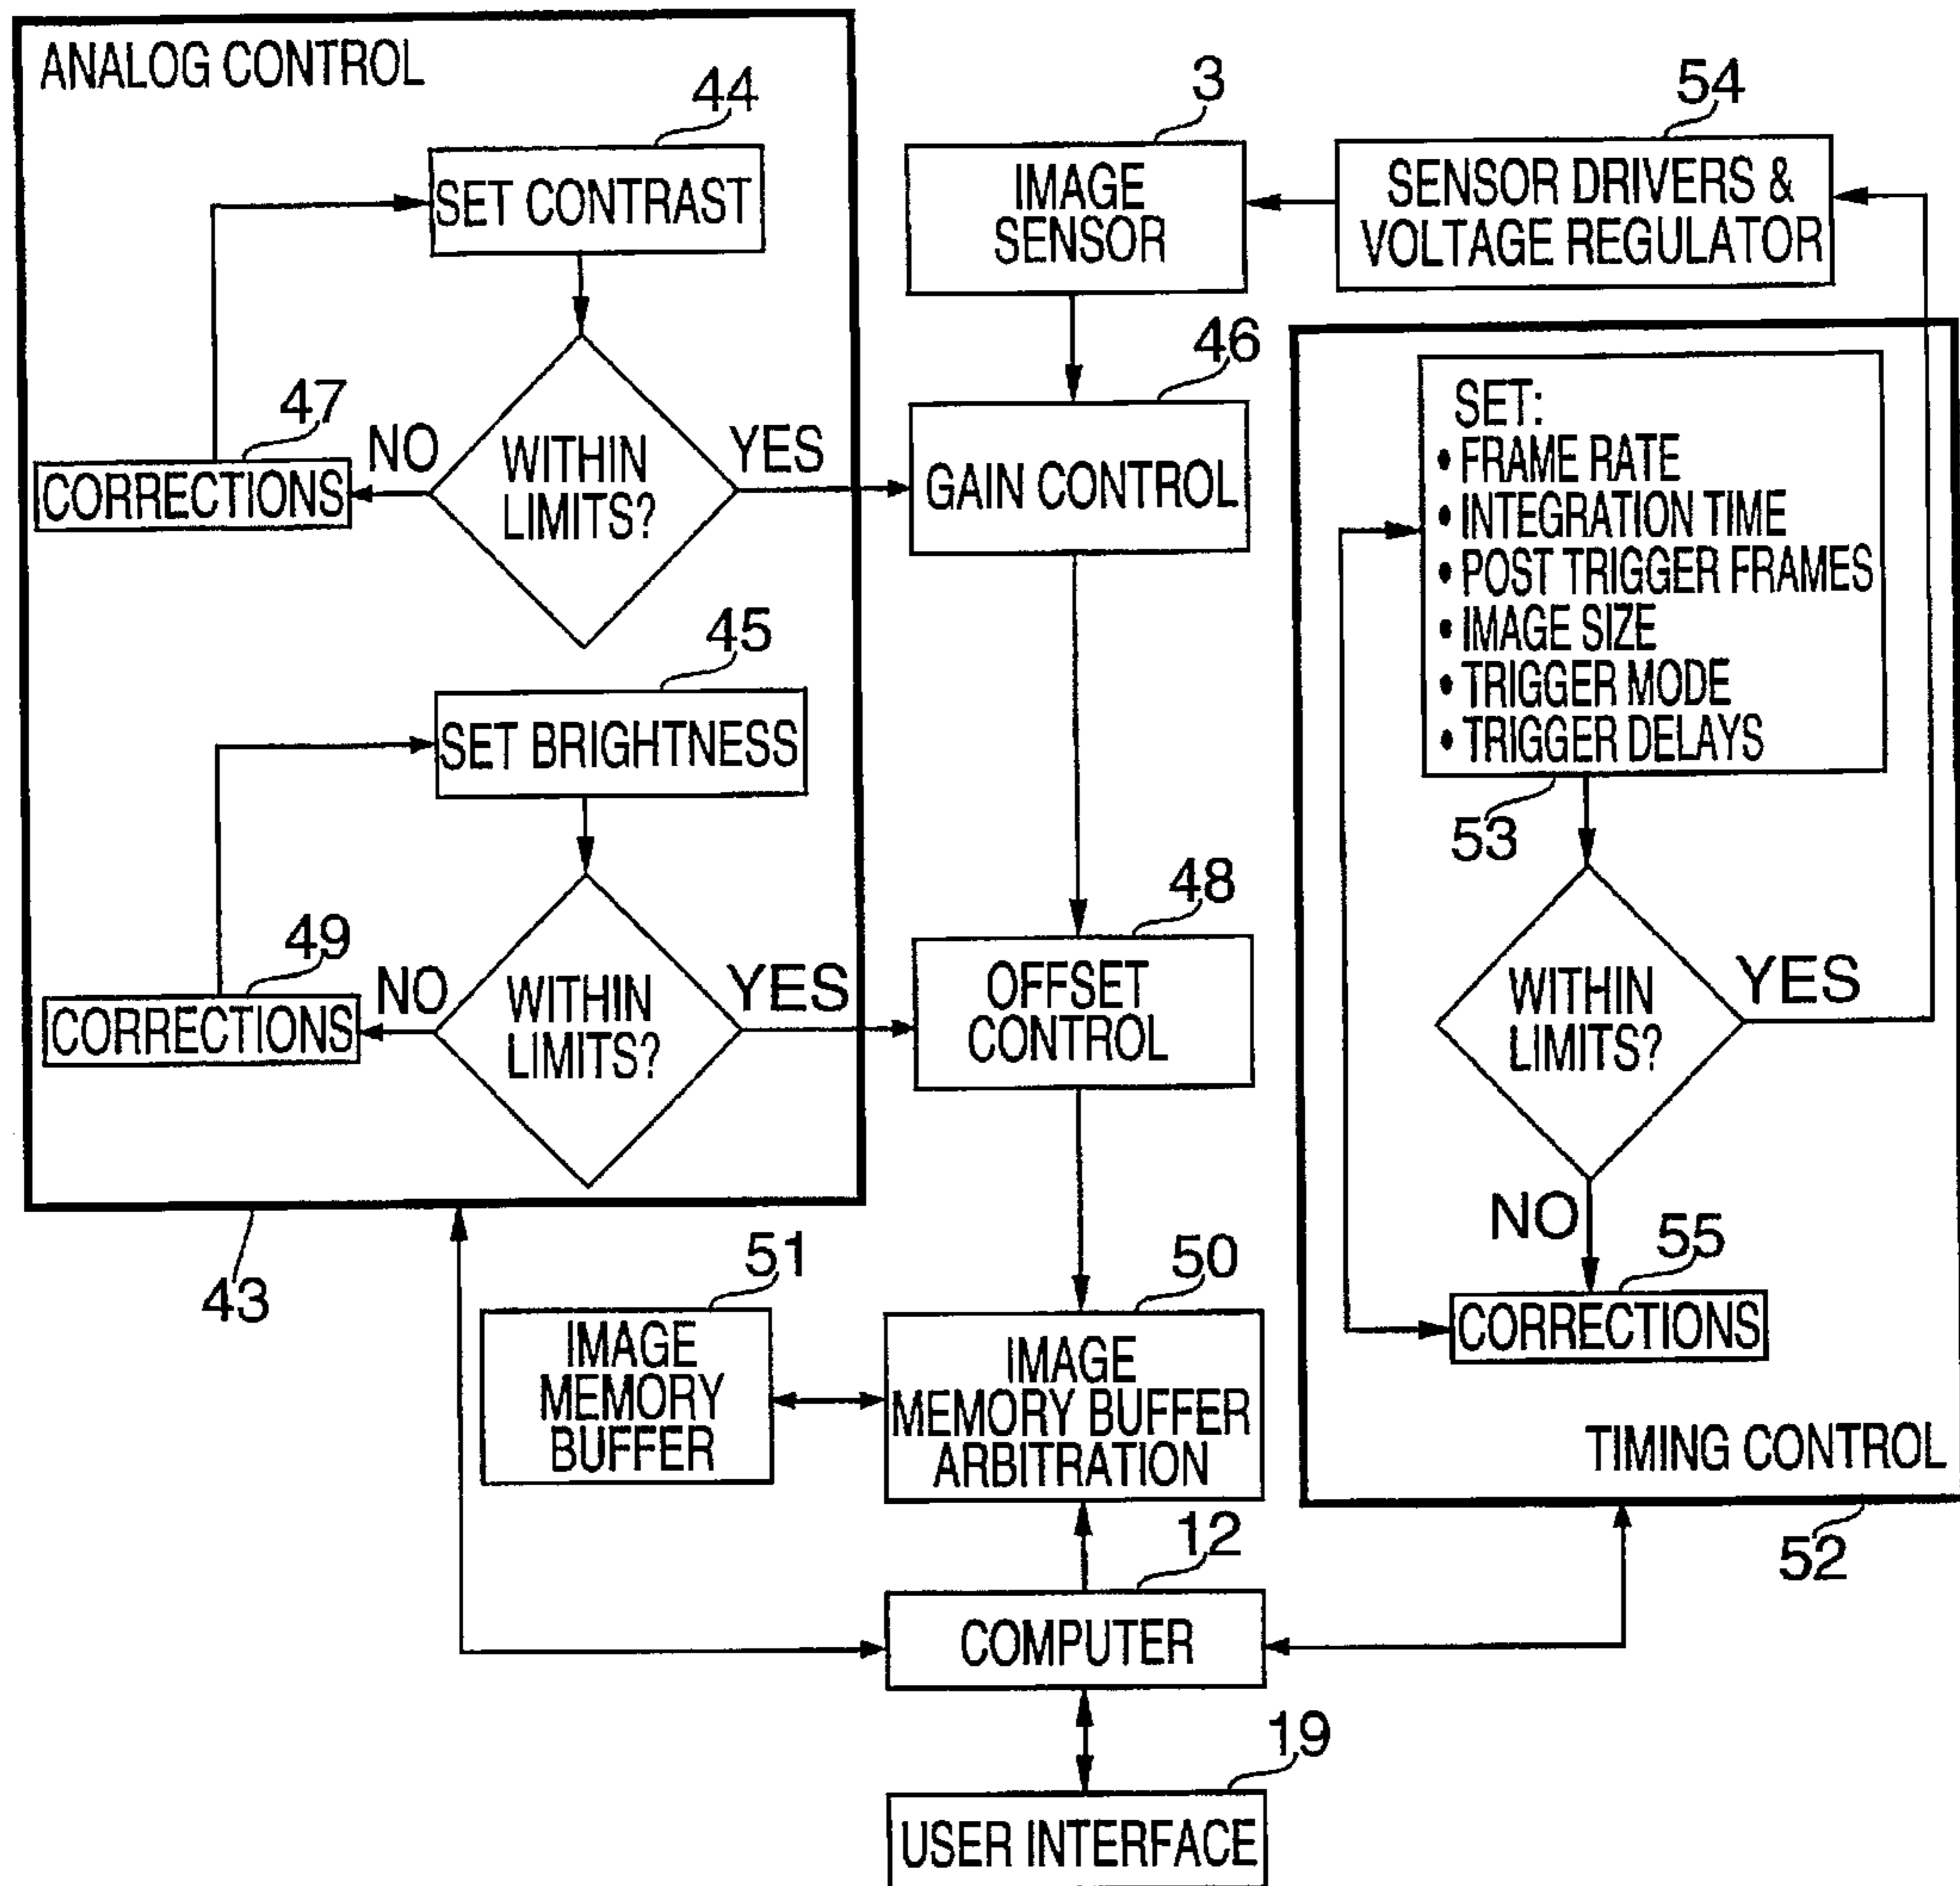 ANALOG CONTROL
44
SET CONTRAST
47
NO
CORRECTIONS
WITHIN
LIMITS?
YES
45
SET BRIGHTNESS
49
NO
CORRECTIONS
WITHIN
LIMITS?
YES
43
3
IMAGE
SENSOR
46
GAIN CONTROL
48
OFFSET
CONTROL
51
IMAGE
MEMORY
BUFFER
50
IMAGE
MEMORY BUFFER
ARBITRATION
12
COMPUTER
19
USER INTERFACE
54
SENSOR DRIVERS &
VOLTAGE REGULATOR
SET:
• FRAME RATE
• INTEGRATION TIME
• POST TRIGGER FRAMES
• IMAGE SIZE
• TRIGGER MODE
• TRIGGER DELAYS
53
WITHIN
LIMITS?
YES
NO
55
CORRECTIONS
TIMING CONTROL
52